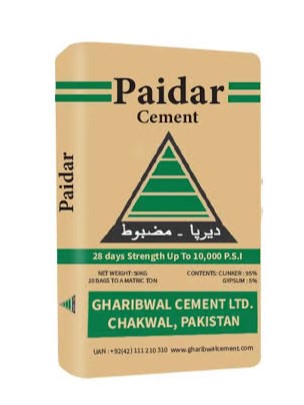 Paidar
Cement
دیرپا - مضبوط
28 days Strength Up To 10,000 P.S.I
NET WEIGHT: 50KG
20 BAGS TO A MATRIC TON
CONTENTS: CLINKER : 95%
GYPSUM : 5%
GHARIBWAL CEMENT LTD.
CHAKWAL, PAKISTAN
UAN : +92(42) 111 210 310 www.gharibwalcement.com
Paidar